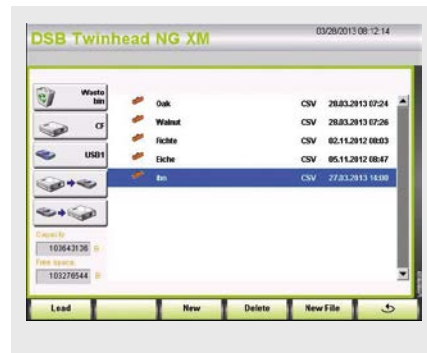 DSB Twinhead NG XM
03/28/2013 08:12:14
Waste
bin
CF
USB1
Oak CSV 28.03.2013 07:24
Walnut CSV 28.03.2013 07:26
Fichte CSV 02.11.2012 08:03
Eiche CSV 05.11.2012 08:47
CSV 27.03.2013 14:00
Capacity
103643136 B
Free space
103276544 B
Load New Delete New File